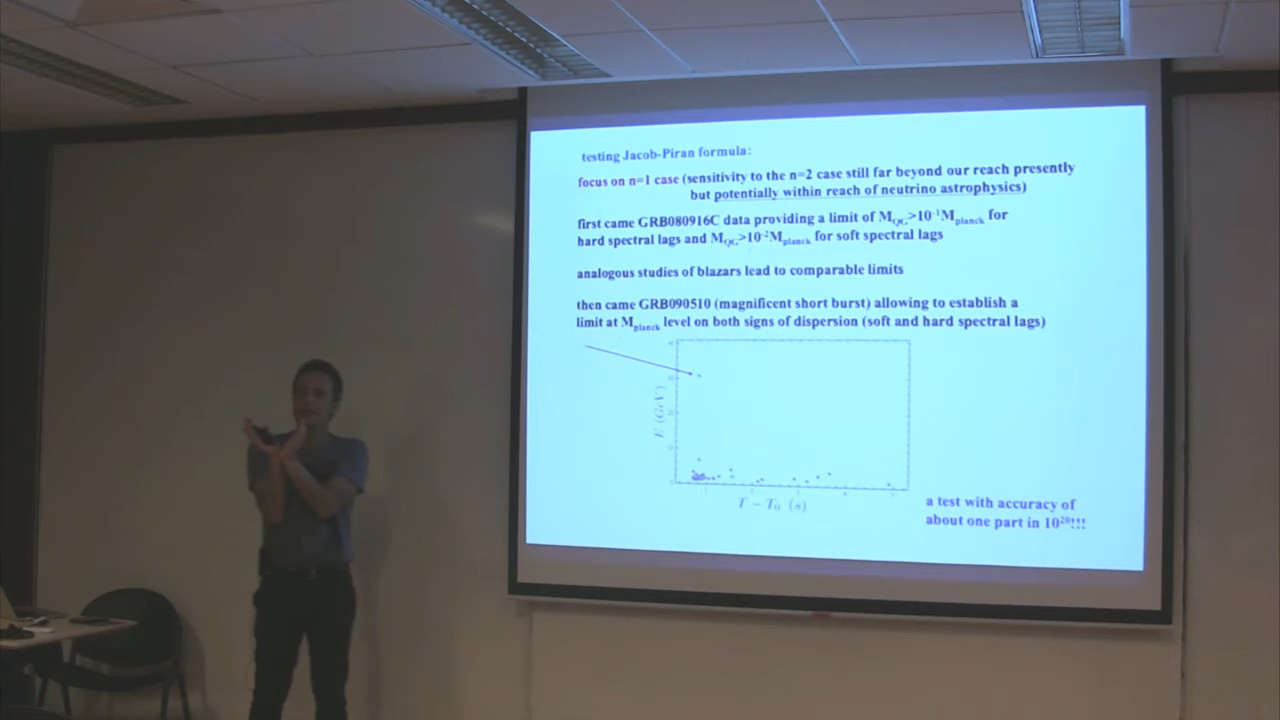 testing Jacob-Piran formula:
focus on n=1 case (sensitivity to the n=2 case still far beyond our reach presently
but potentially within reach of neutrino astrophysics)
first came GRB080916C data providing a limit of M_QG>10^-1M_planck for
hard spectral lags and M_QG>10^-2M_planck for soft spectral lags
analogous studies of blazars lead to comparable limits
then came GRB090510 (magnificent short burst) allowing to establish a
limit at M_planck level on both signs of dispersion (soft and hard spectral lags)
E (GeV)
T − T_0 (s)
a test with accuracy of
about one part in 10^20!!!